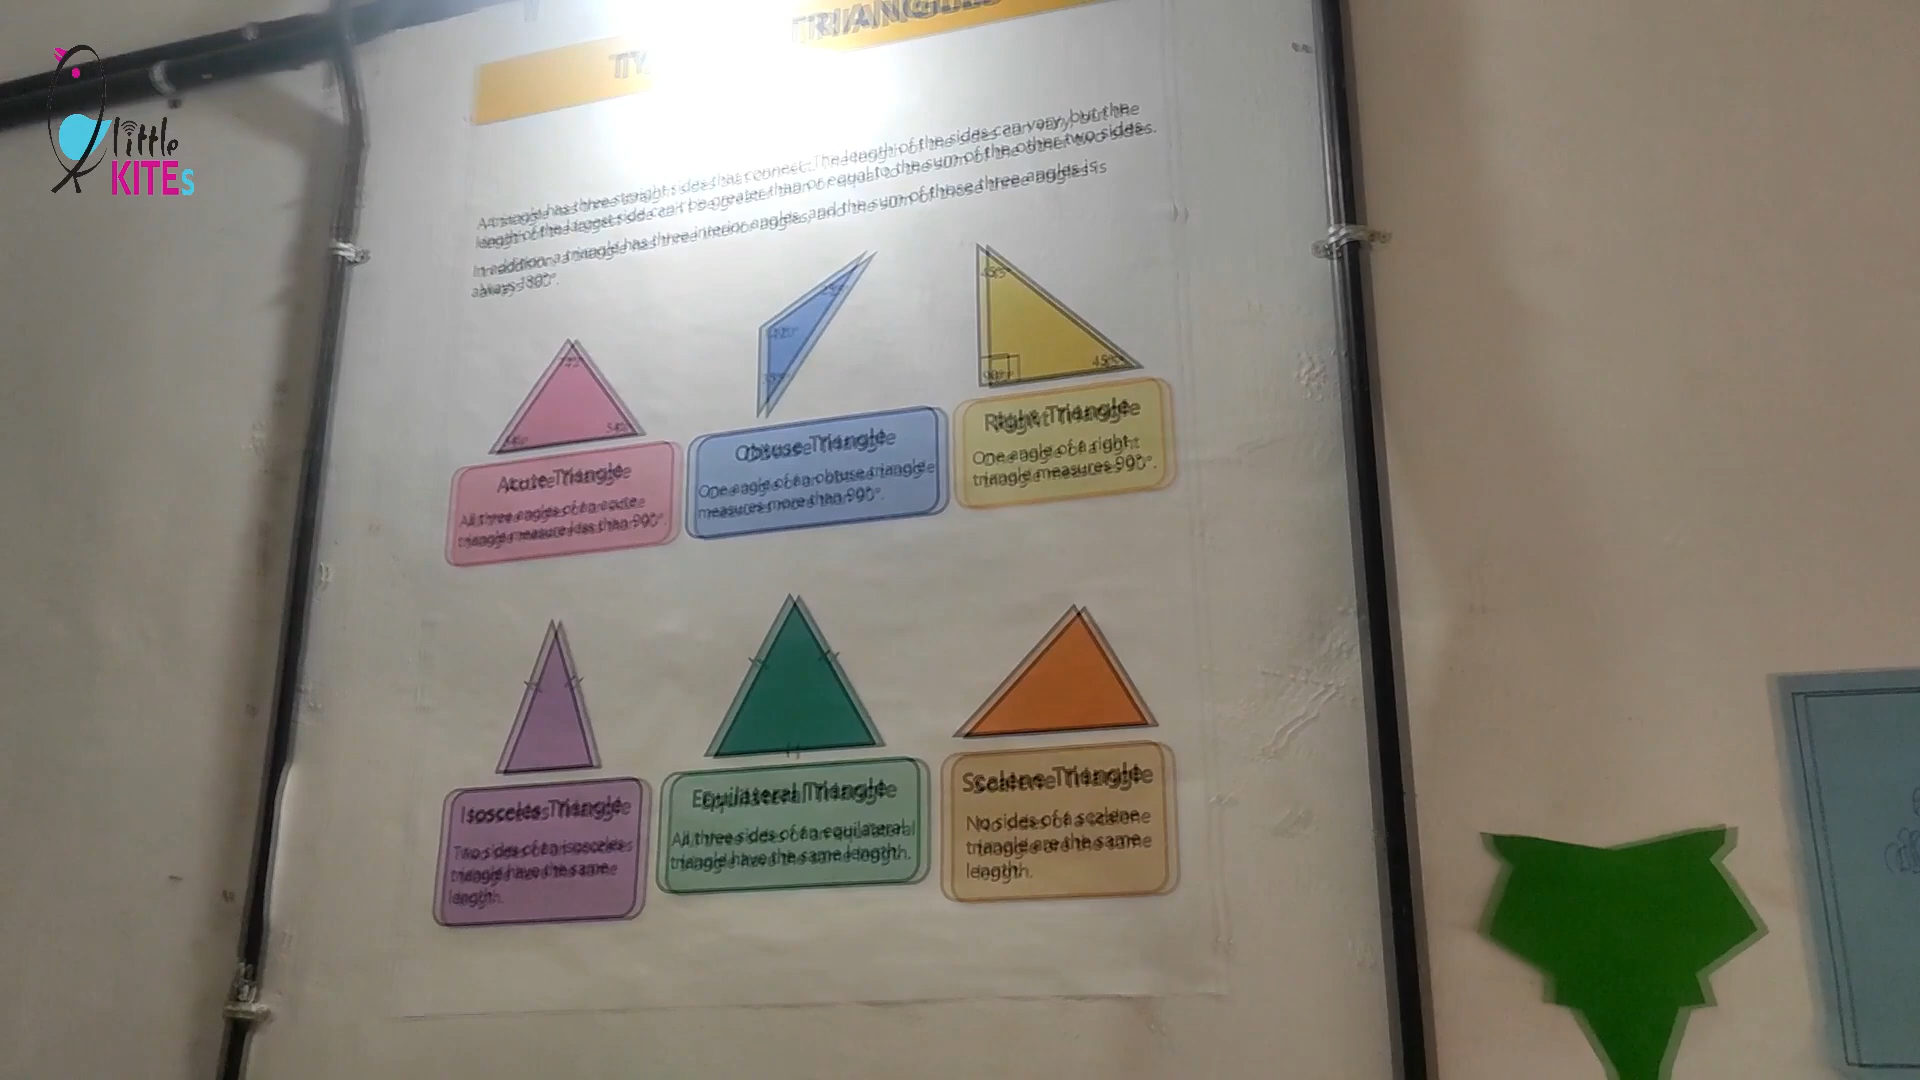 little
KITEs
TRIANGLES
A triangle has three straight sides that connect. The length of the sides can vary, but the
length of the largest side can't be greater than or equal to the sum of the other two sides.
In addition, a triangle has three interior angles, and the sum of those three angles is
always 180°.
45°
90°
45°
Acute Triangle
All three angles of an acute
triangle measure less than 90°.
Obtuse Triangle
One angle of an obtuse triangle
measures more than 90°.
Right Triangle
One angle of a right
triangle measures 90°.
Isosceles Triangle
Two sides of an isosceles
triangle have the same
length.
Equilateral Triangle
All three sides of an equilateral
triangle have the same length.
Scalene Triangle
No sides of a scalene
triangle are the same
length.